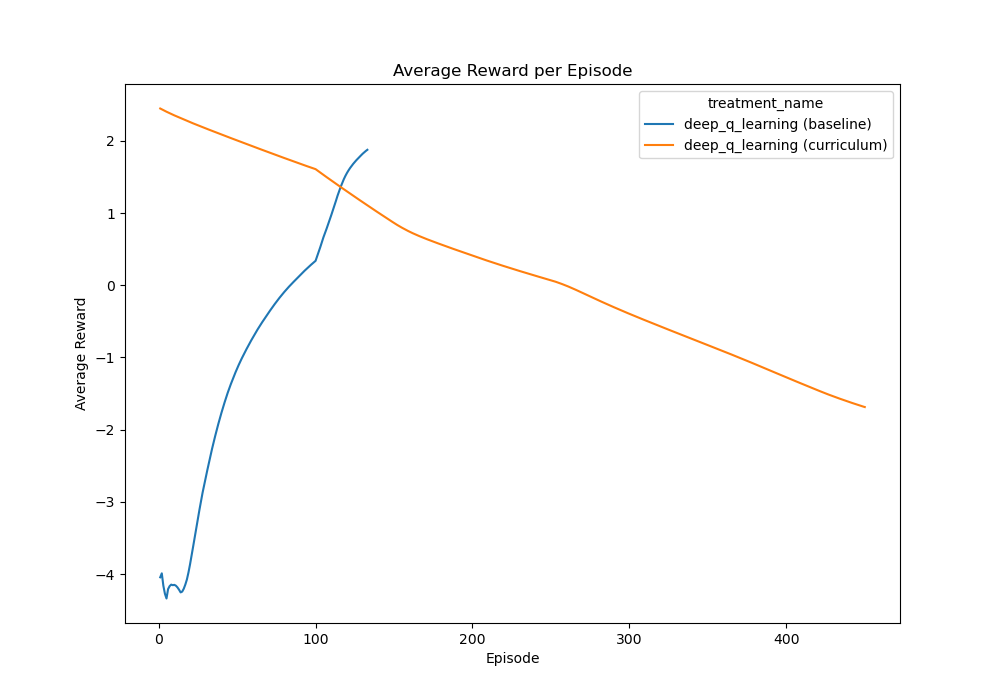 Average Reward per Episode
treatment_name
deep_q_learning (baseline)
deep_q_learning (curriculum)
Average Reward
2
1
0
−1
−2
−3
−4
0
100
200
300
400
Episode